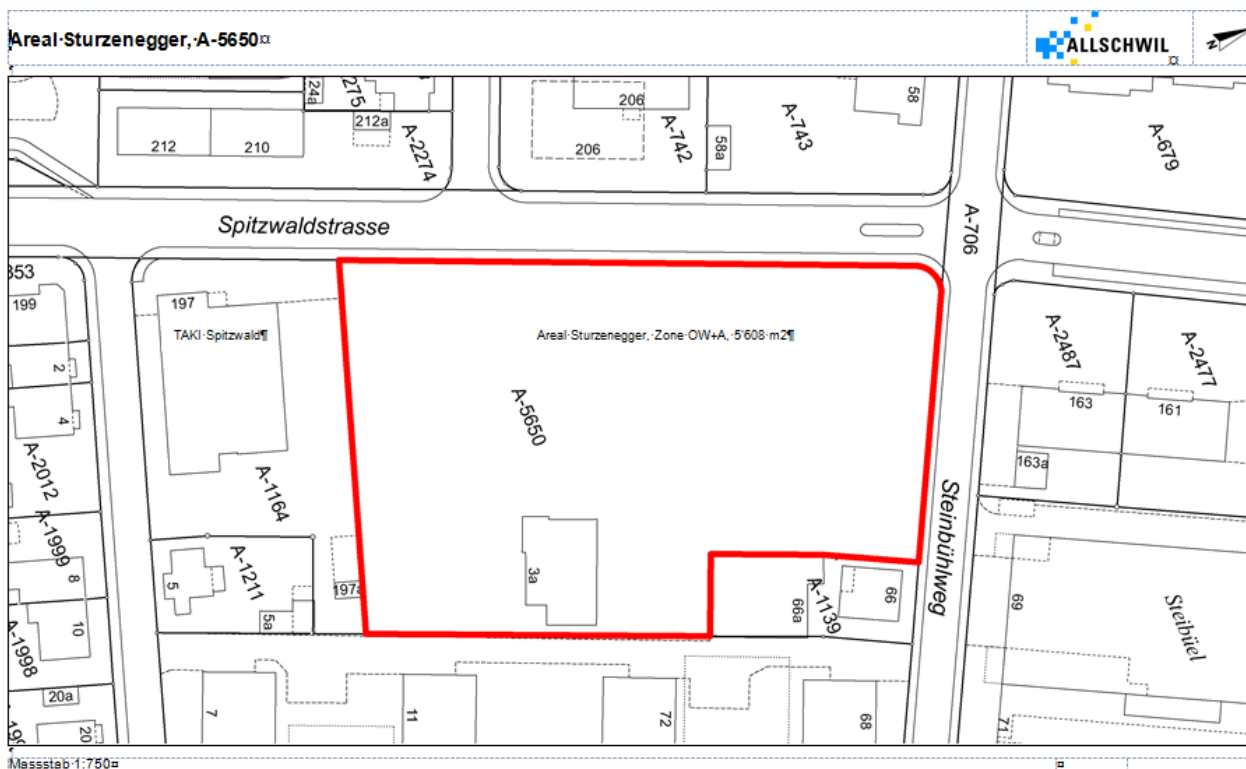 Areal·Sturzenegger,·A-5650¤
ALLSCHWIL
¤
N
24a
275
212a
A-2274
212
210
206
206
A-742
58a
A-743
58
A-679
Spitzwaldstrasse
A-706
353
199
2
4
A-2012
A-1999
8
10
A-1998
20a
20
197
TAKI·Spitzwald¶
A-1164
A-1211
5
5a
197a
Areal·Sturzenegger,·Zone·OW+A,·5'608·m2¶
A-5650
3a
A-1139
66a
66
Steinbühlweg
A-2487
A-2477
163
161
163a
69
Steibüel
71
7
11
72
68
Massstab·1:750¤
¤